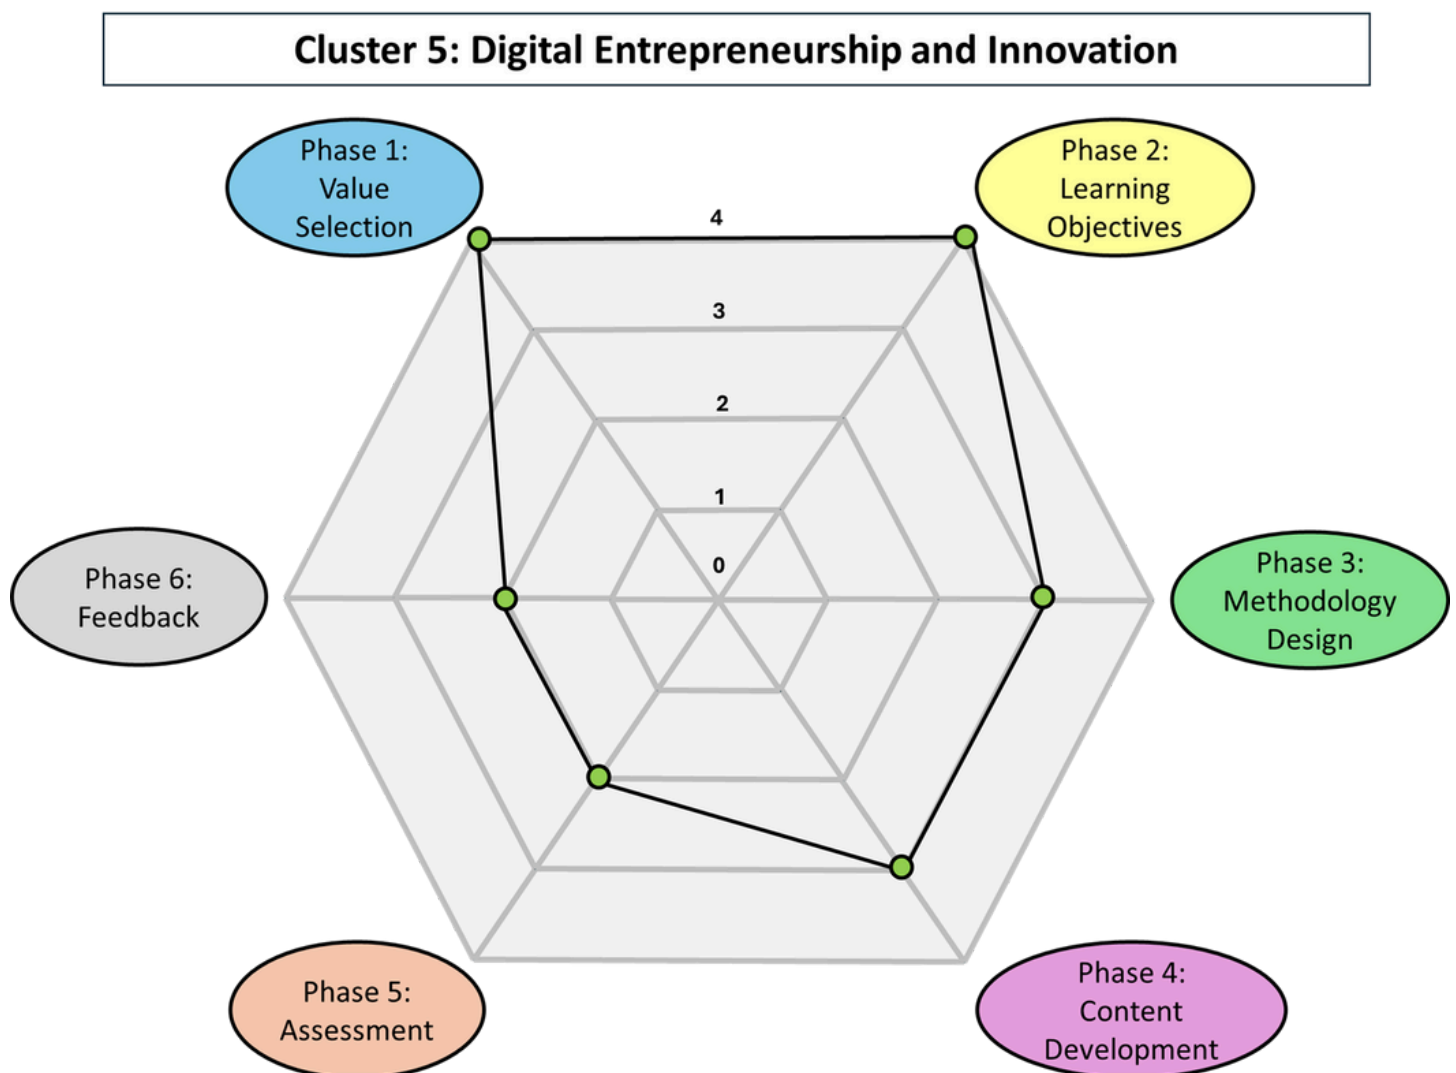 Cluster 5: Digital Entrepreneurship and Innovation
Phase 1:
Value
Selection
Phase 2:
Learning
Objectives
4
3
2
1
0
Phase 6:
Feedback
Phase 3:
Methodology
Design
Phase 5:
Assessment
Phase 4:
Content
Development